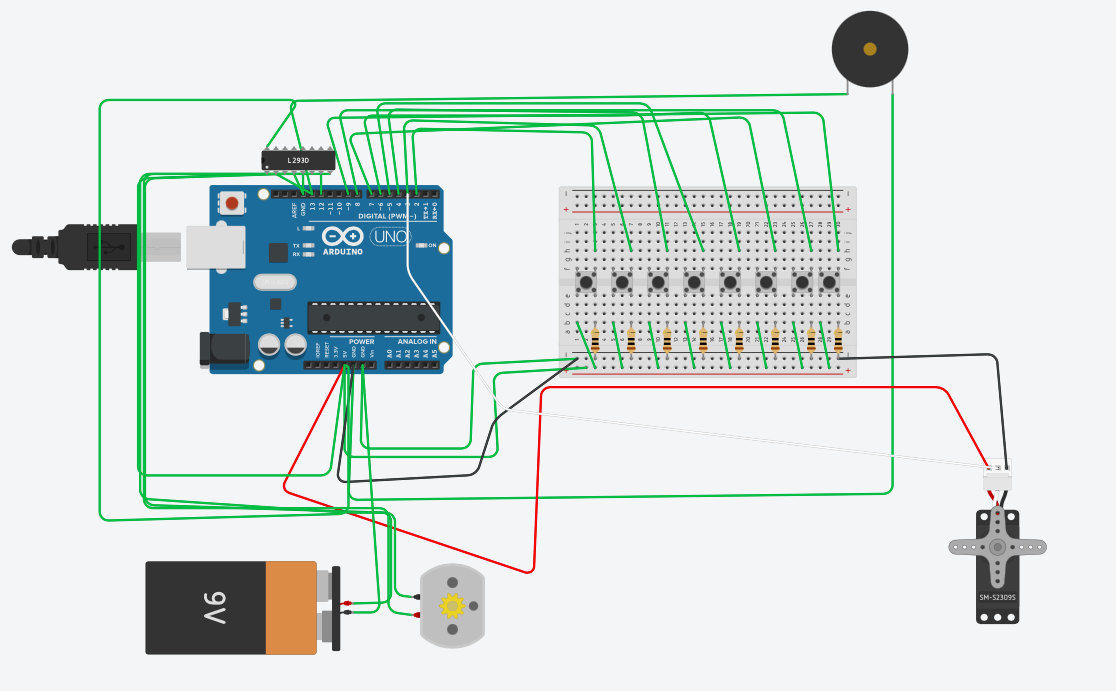 L293D
AREF
GND
13
12
~11
~10
~9
8
7
~6
~5
4
2
TX→1
RX←0
DIGITAL (PWM~)
L
TX
RX
UNO
ON
ARDUINO
POWER
ANALOG IN
IOREF
RESET
3.3V
5V
GND
GND
Vin
A0
A1
A2
A3
A4
A5
j
i
h
g
f
e
d
c
b
a
9V
SM-S2309S